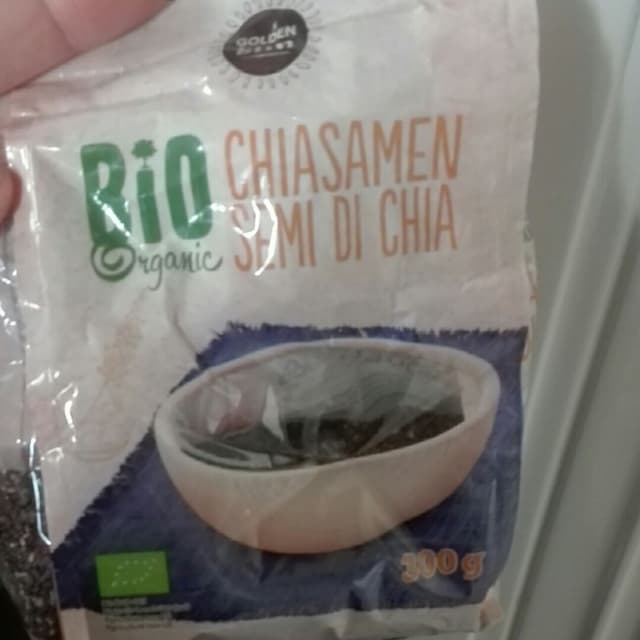 GOLDEN
BiO
Organic
CHIASAMEN
SEMI DI CHIA
300 g